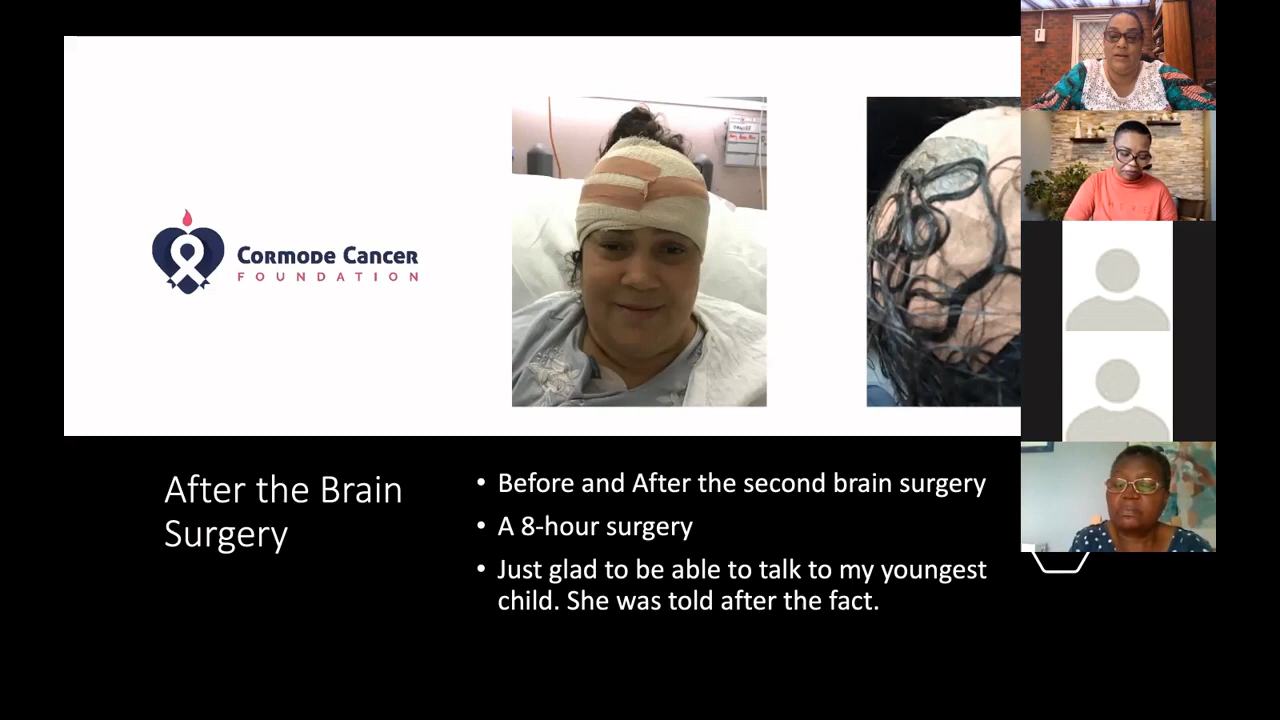 Cormode Cancer
FOUNDATION
After the Brain
Surgery
• Before and After the second brain surgery
• A 8-hour surgery
• Just glad to be able to talk to my youngest
child. She was told after the fact.